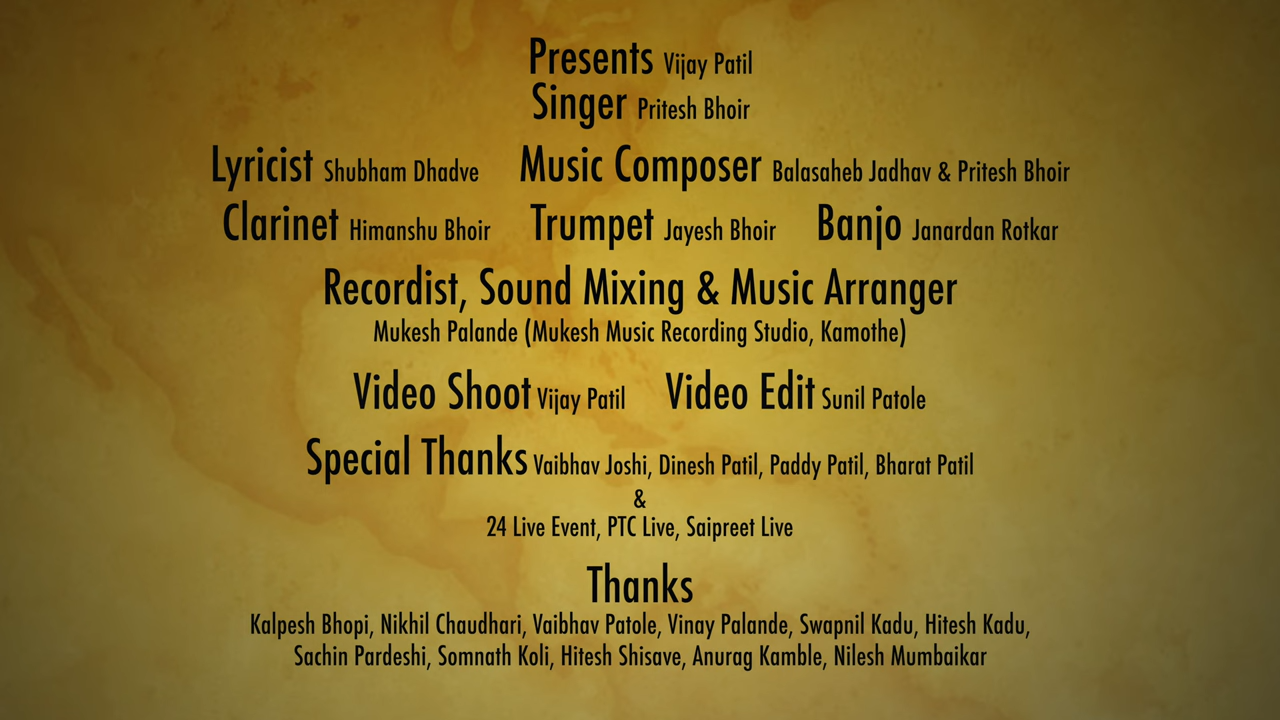 Presents Vijay Patil
Singer Pritesh Bhoir
Lyricist Shubham Dhadve Music Composer Balasaheb Jadhav & Pritesh Bhoir
Clarinet Himanshu Bhoir Trumpet Jayesh Bhoir Banjo Janardan Rotkar
Recordist, Sound Mixing & Music Arranger
Mukesh Palande (Mukesh Music Recording Studio, Kamothe)
Video Shoot Vijay Patil Video Edit Sunil Patole
Special Thanks Vaibhav Joshi, Dinesh Patil, Paddy Patil, Bharat Patil
&
24 Live Event, PTC Live, Saipreet Live
Thanks
Kalpesh Bhopi, Nikhil Chaudhari, Vaibhav Patole, Vinay Palande, Swapnil Kadu, Hitesh Kadu,
Sachin Pardeshi, Somnath Koli, Hitesh Shisave, Anurag Kamble, Nilesh Mumbaikar